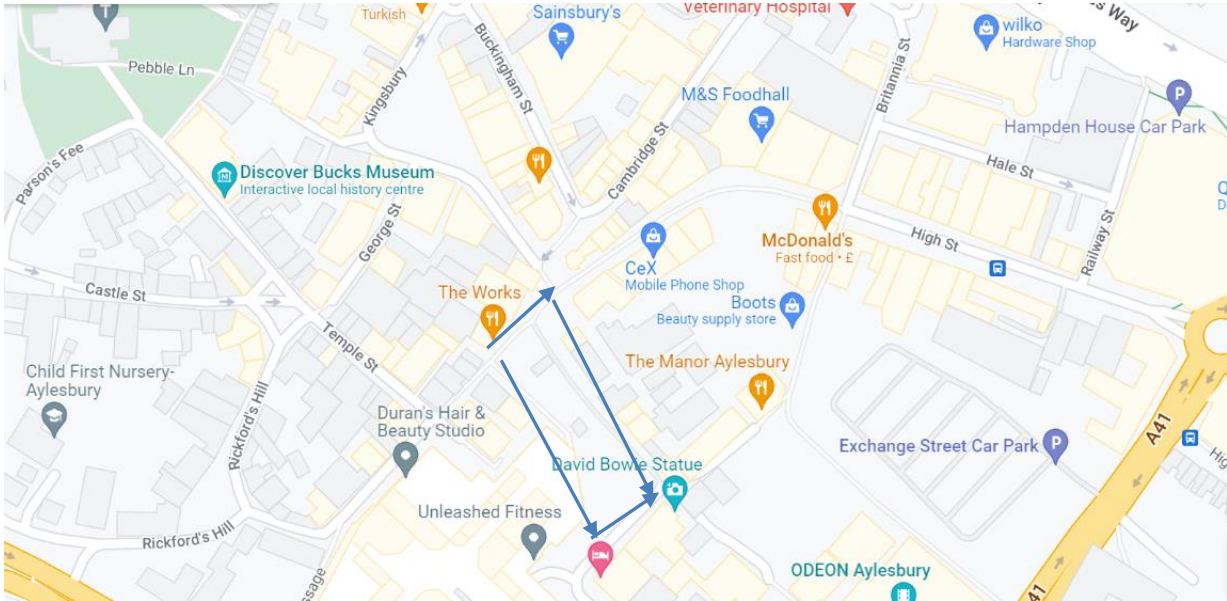 Turkish
Sainsbury's
Veterinary Hospital
wilko
Hardware Shop
Way
Pebble Ln
Buckingham St
Kingsbury
Britannia St
M&S Foodhall
P
Hampden House Car Park
Cambridge St
Parson's Fee
Discover Bucks Museum
Interactive local history centre
Hale St
George St
McDonald's
Fast food • £
High St
Railway St
CeX
Mobile Phone Shop
Castle St
The Works
Boots
Beauty supply store
Temple St
The Manor Aylesbury
Child First Nursery-
Aylesbury
Rickford's Hill
Duran's Hair &
Beauty Studio
Exchange Street Car Park
P
A41
David Bowie Statue
Unleashed Fitness
Rickford's Hill
ODEON Aylesbury